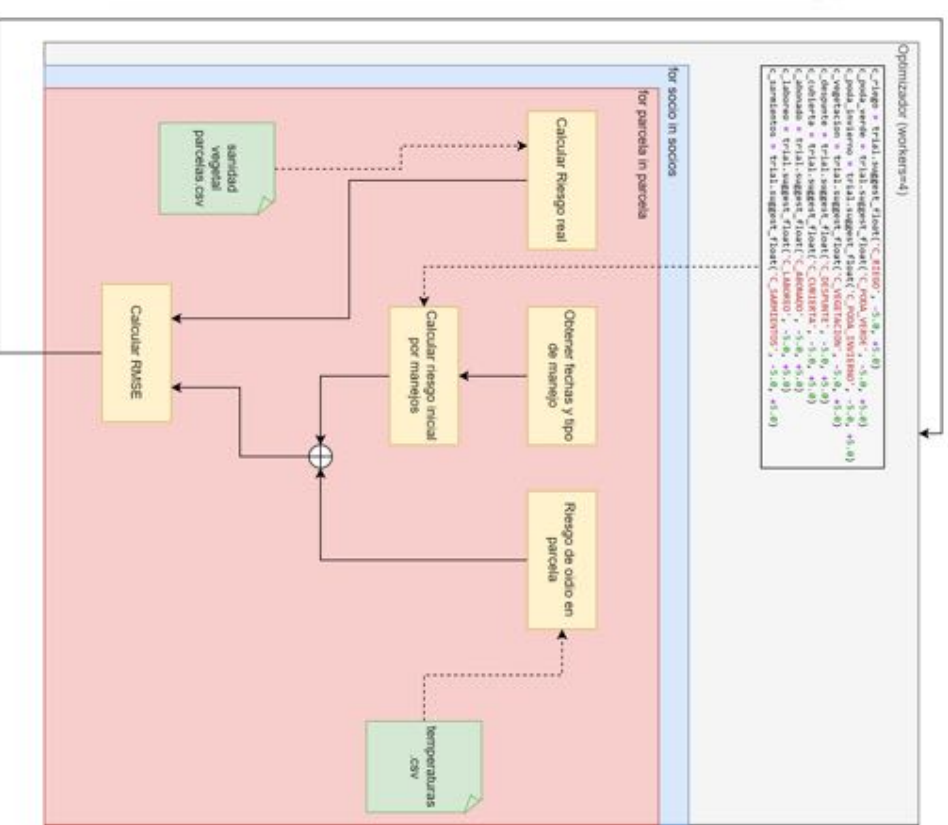 Optimizador (workers=4)
c_riego = trial.suggest_float('C_RIEGO', -5.0, +5.0)
c_poda_verde = trial.suggest_float('C_PODA_VERDE', -5.0, +5.0)
c_poda_invierno = trial.suggest_float('C_PODA_INVIERNO', -5.0, +5.0)
c_vegetacion = trial.suggest_float('C_VEGETACION', -5.0, +5.0)
c_despunte = trial.suggest_float('C_DESPUNTE', -5.0, +5.0)
c_cubierta = trial.suggest_float('C_CUBIERTA', -5.0, +5.0)
c_abonado = trial.suggest_float('C_ABONADO', -5.0, +5.0)
c_laboreo = trial.suggest_float('C_LABOREO', -5.0, +5.0)
c_sarmientos = trial.suggest_float('C_SARMIENTOS', -5.0, +5.0)
for socio in socios
for parcela in parcela
Calcular Riesgo real
Obtener fechas y tipo
de manejo
Riesgo de oidio en
parcela
Calcular riesgo inicial
por manejos
temperaturas
.csv
sanidad
vegetal
parcelas.csv
Calcular RMSE